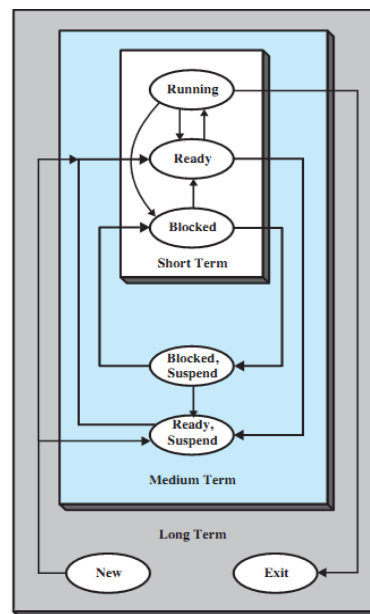 Running
Ready
Blocked
Short Term
Blocked,
Suspend
Ready,
Suspend
Medium Term
Long Term
New
Exit